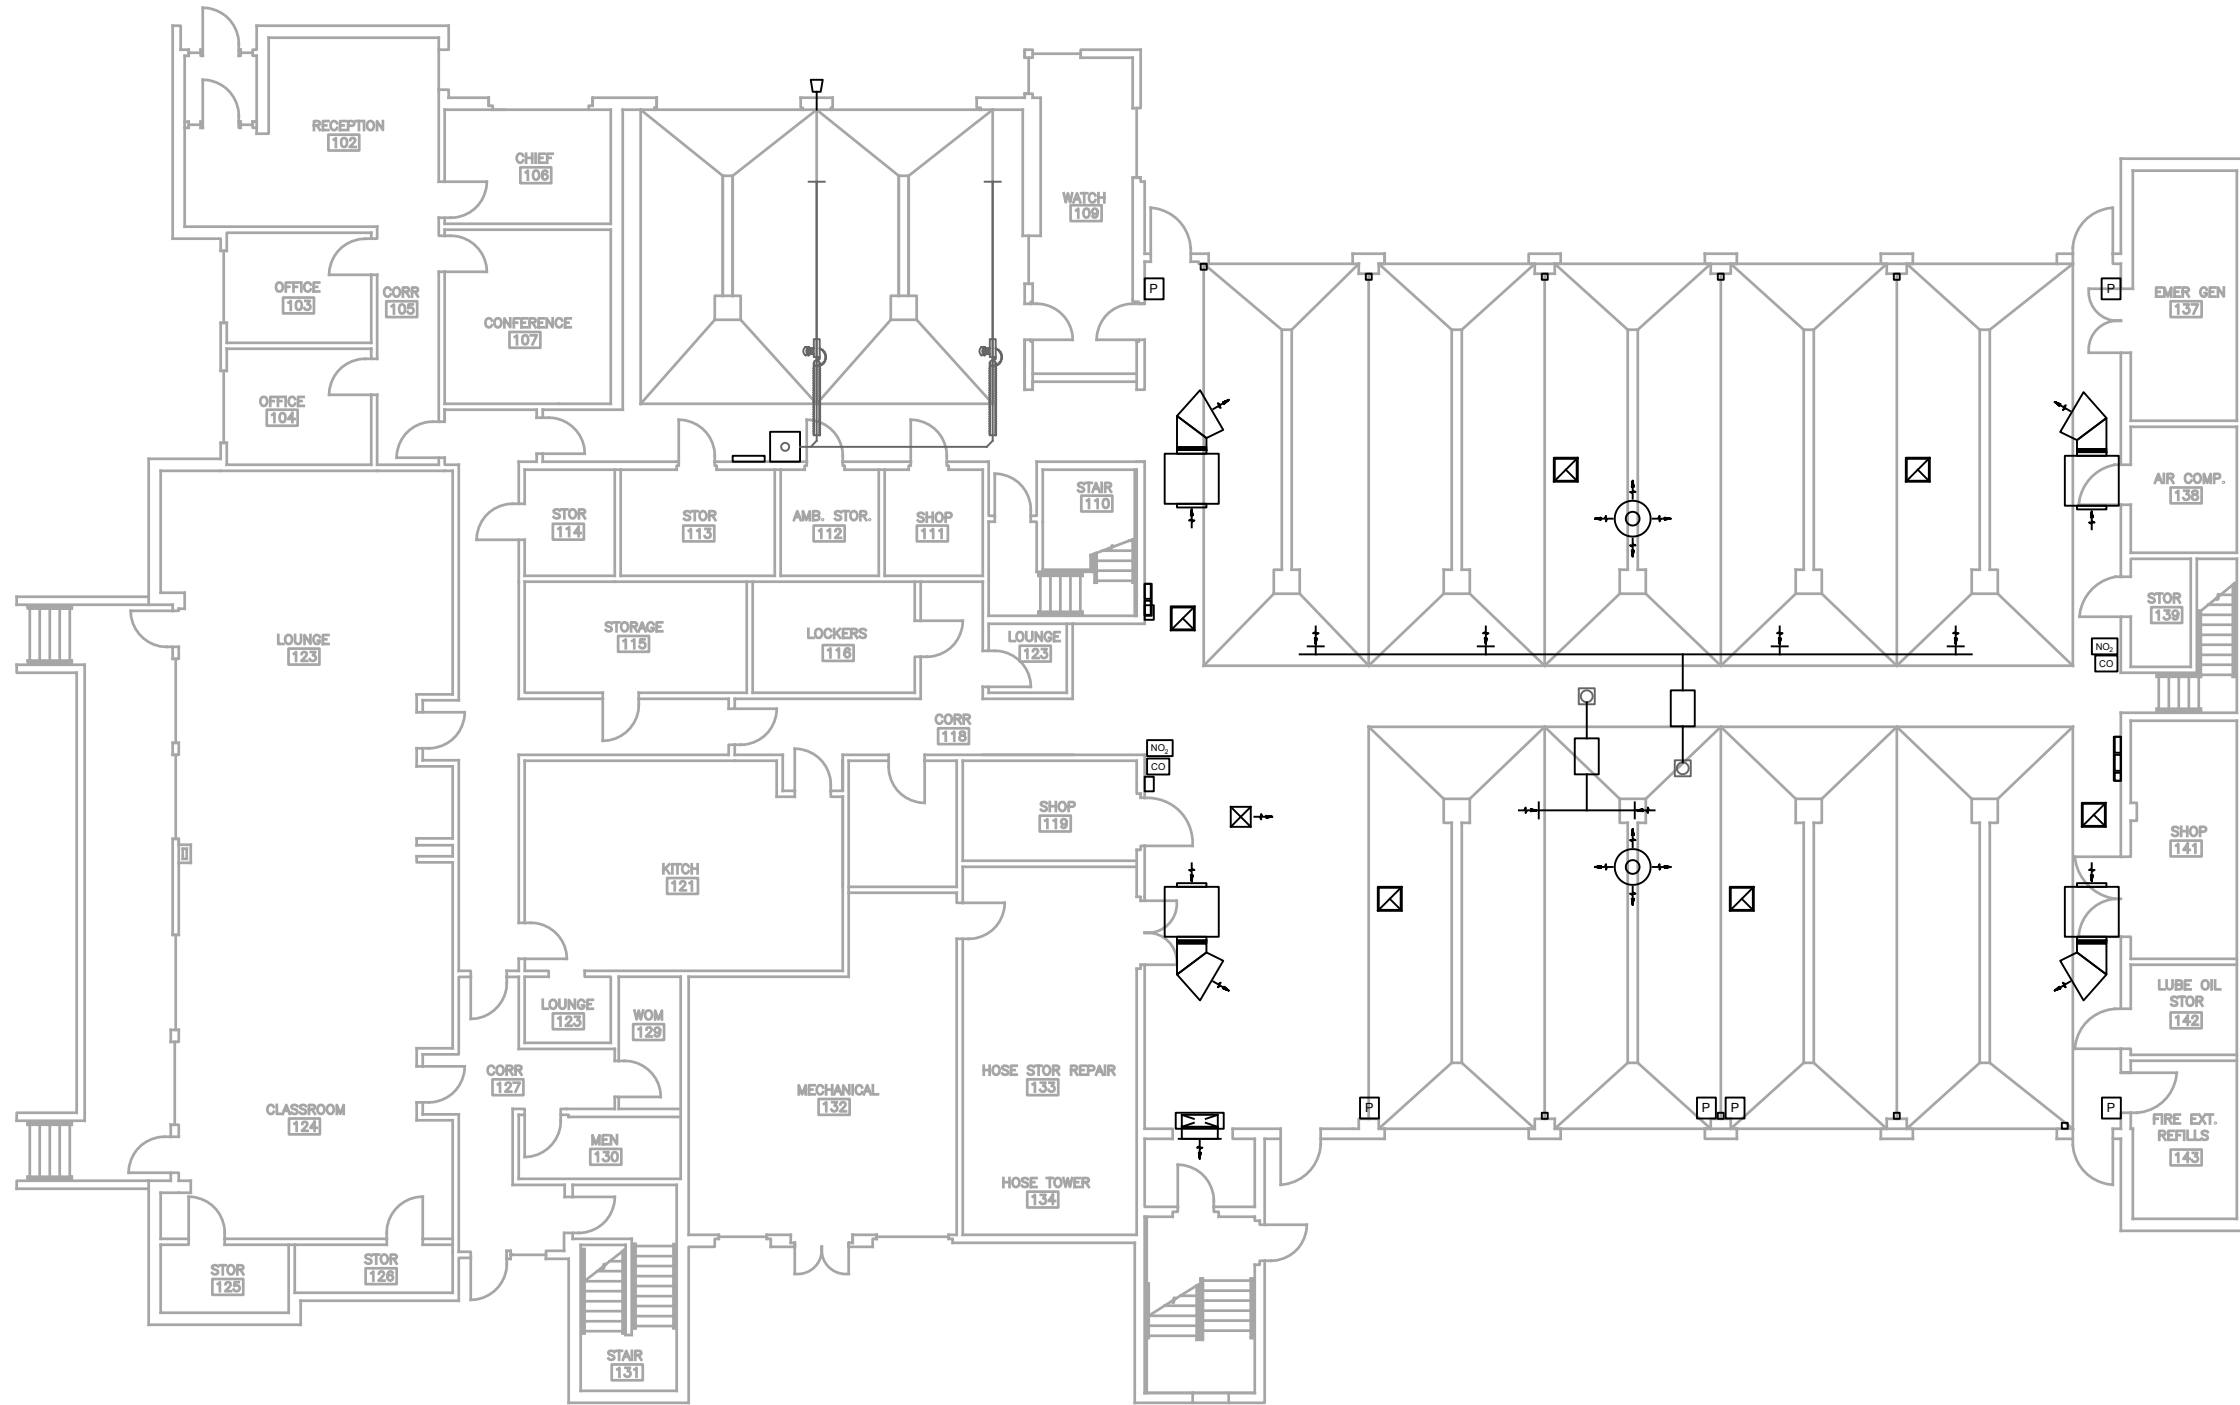 RECEPTION
102
CHIEF
106
WATCH
109
OFFICE
103
CORR
105
CONFERENCE
107
OFFICE
104
P
P
EMER GEN
137
AIR COMP.
138
STAIR
110
STOR
114
STOR
113
AMB. STOR.
112
SHOP
111
STOR
139
LOUNGE
123
STORAGE
115
LOCKERS
116
LOUNGE
123
NO2
CO
CORR
118
NO2
CO
SHOP
119
SHOP
141
KITCH
121
LOUNGE
123
WOM
129
LUBE OIL
STOR
142
CORR
127
MECHANICAL
132
HOSE STOR REPAIR
133
CLASSROOM
124
P
P
P
P
FIRE EXT.
REFILLS
143
MEN
130
HOSE TOWER
134
STOR
125
STOR
126
STAIR
131